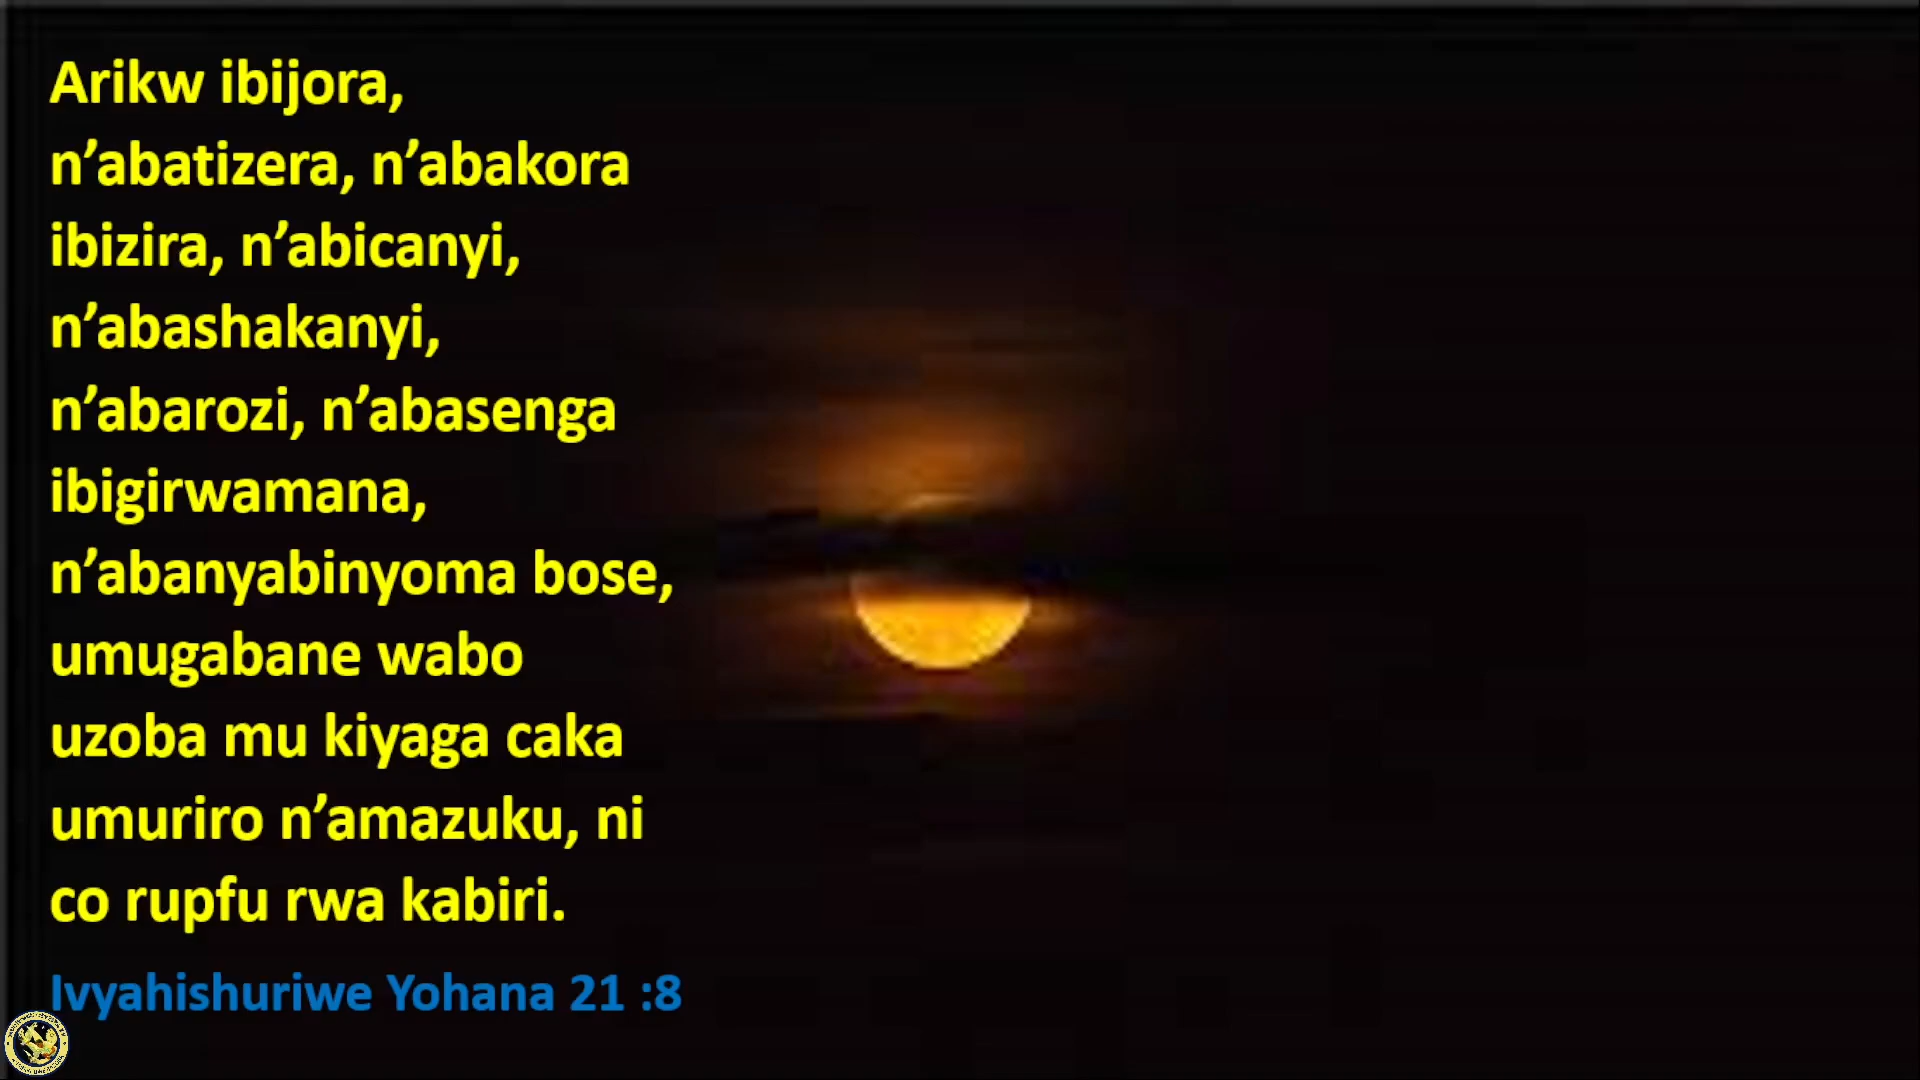 Arikw ibijora,
n’abatizera, n’abakora
ibizira, n’abicanyi,
n’abashakanyi,
n’abarozi, n’abasenga
ibigirwamana,
n’abanyabinyoma bose,
umugabane wabo
uzoba mu kiyaga caka
umuriro n’amazuku, ni
co rupfu rwa kabiri.
Ivyahishuriwe Yohana 21 :8